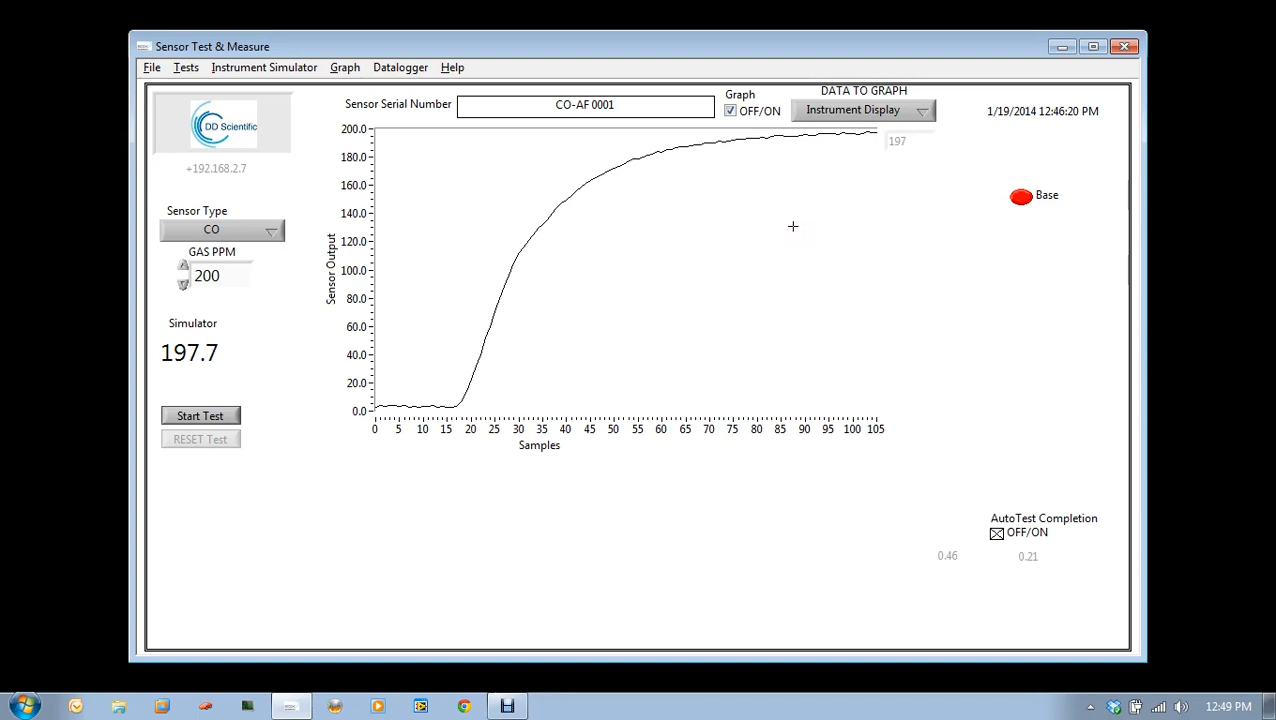 Sensor Test & Measure
File Tests Instrument Simulator Graph Datalogger Help
DD Scientific
+192.168.2.7
Sensor Serial Number CO-AF 0001
Graph
OFF/ON
DATA TO GRAPH
Instrument Display
1/19/2014 12:46:20 PM
197
Base
Sensor Type
CO
GAS PPM
200
Simulator
197.7
Start Test
RESET Test
Sensor Output
200.0
180.0
160.0
140.0
120.0
100.0
80.0
60.0
40.0
20.0
0.0
0 5 10 15 20 25 30 35 40 45 50 55 60 65 70 75 80 85 90 95 100 105
Samples
AutoTest Completion
OFF/ON
0.46 0.21
12:49 PM